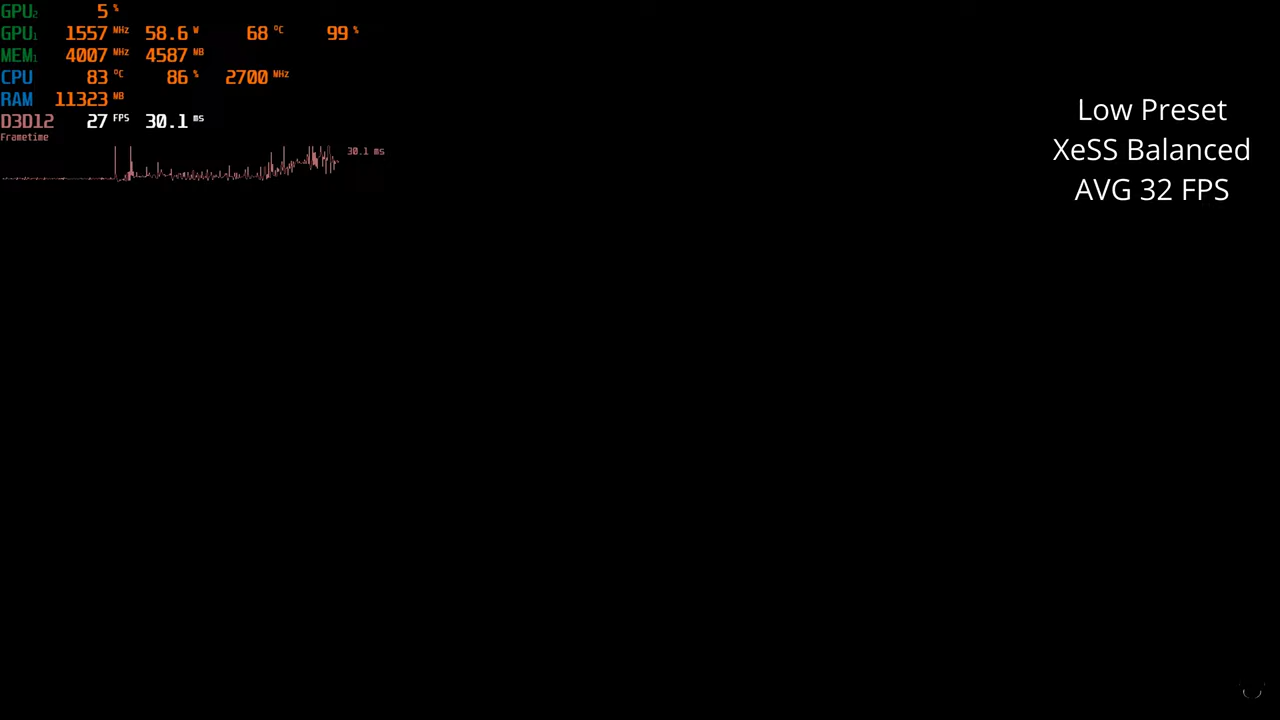 GPU2 5 %
GPU1 1557 MHz 58.6 W 68 °C 99 %
MEM1 4007 MHz 4587 MB
CPU 83 °C 86 % 2700 MHz
RAM 11323 MB
D3D12 27 FPS 30.1 ms
Frametime
30.1 ms
Low Preset
XeSS Balanced
AVG 32 FPS